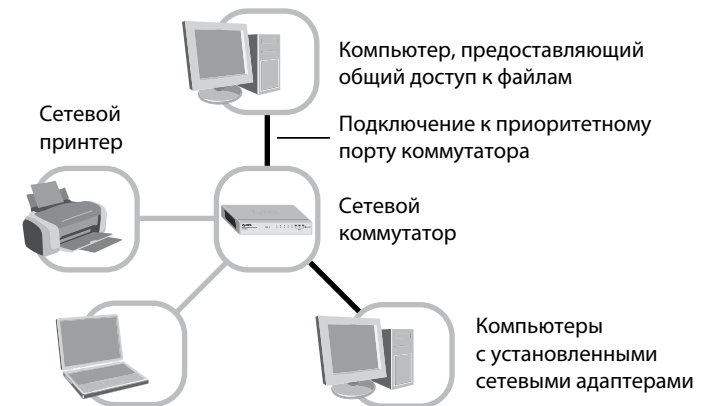 Компьютер, предоставляющий
общий доступ к файлам
Сетевой
принтер
Подключение к приоритетному
порту коммутатора
Сетевой
коммутатор
Компьютеры
с установленными
сетевыми адаптерами